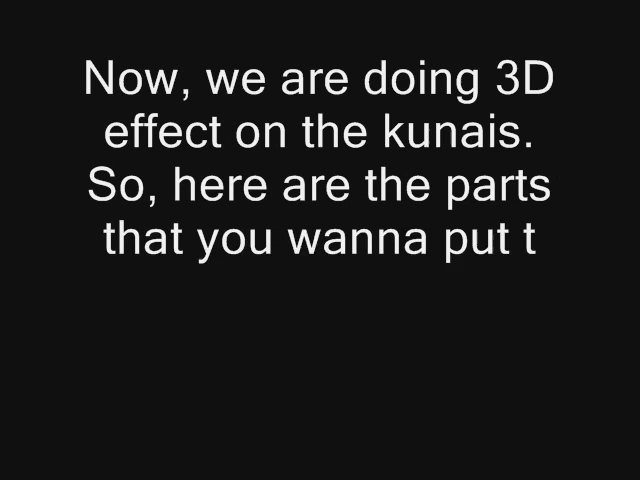 Now, we are doing 3D
effect on the kunais.
So, here are the parts
that you wanna put t